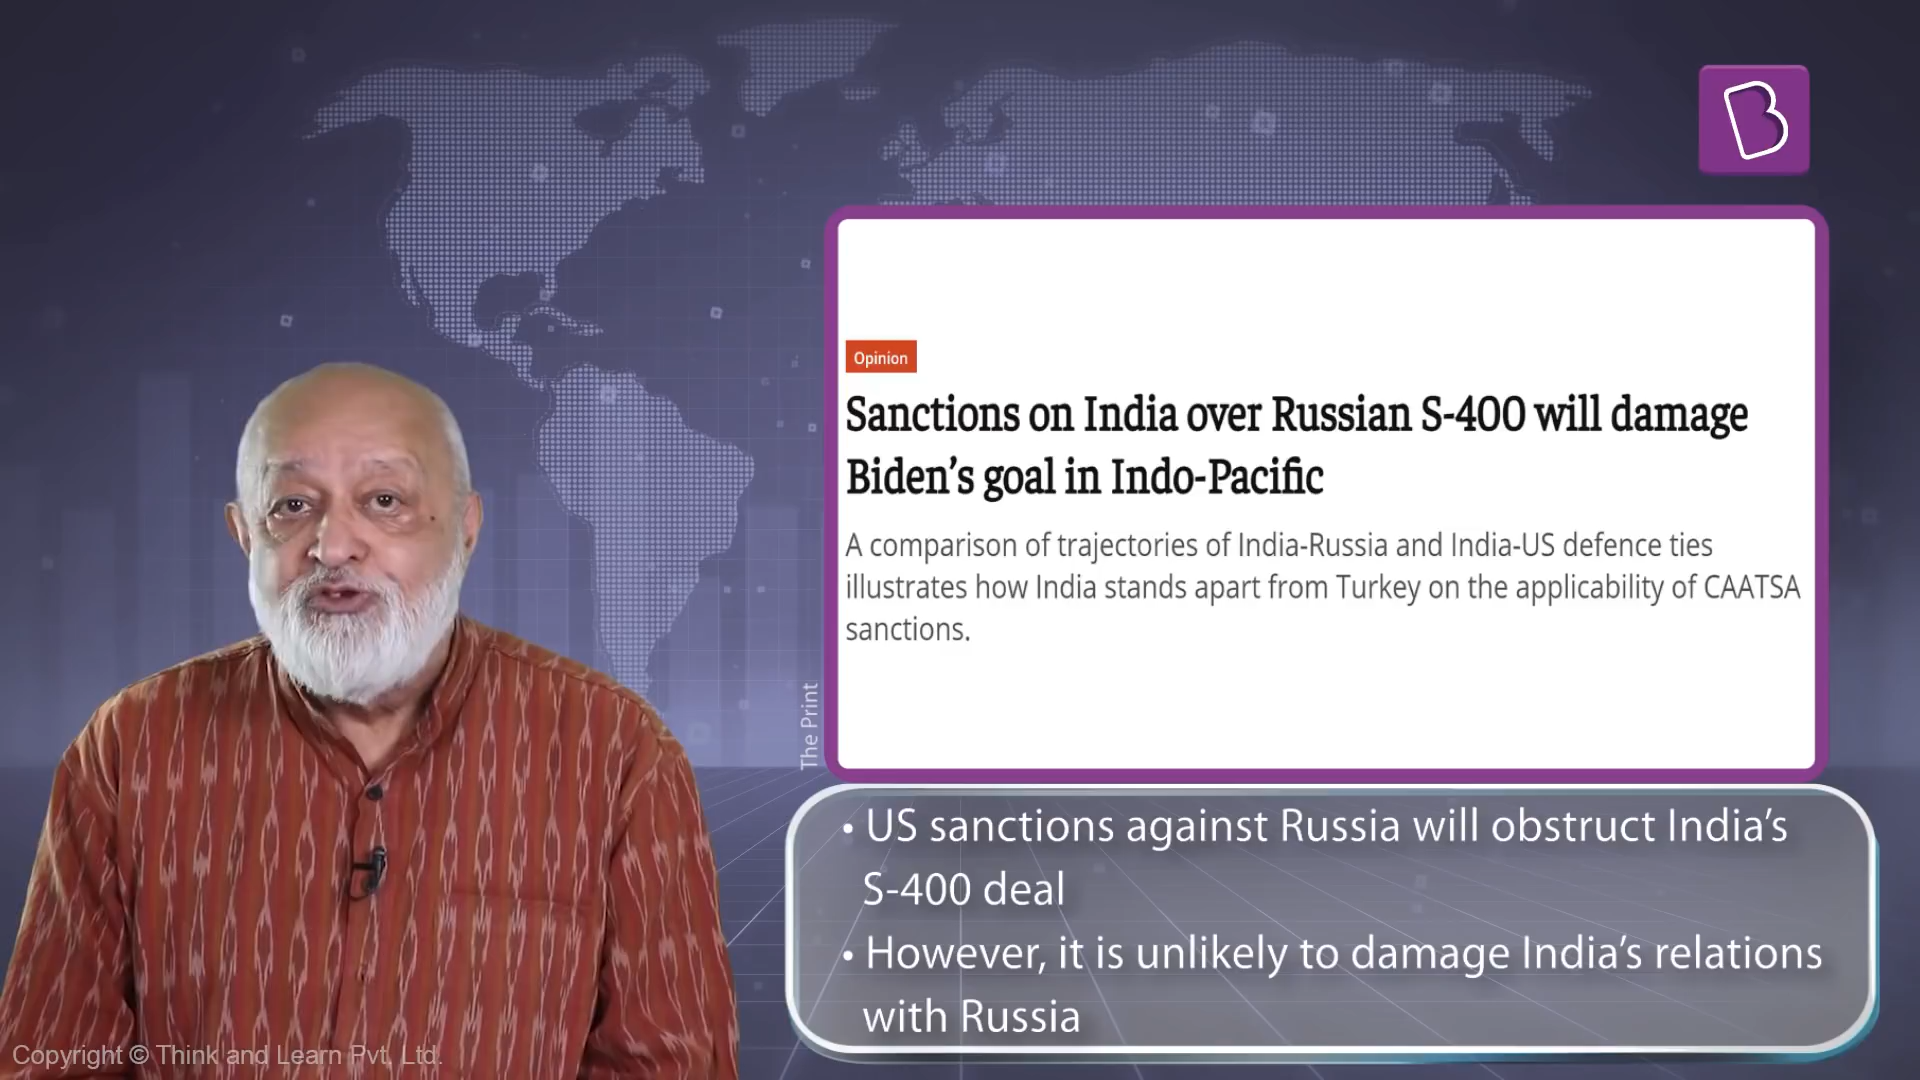 B
Opinion
Sanctions on India over Russian S-400 will damage
Biden's goal in Indo-Pacific
A comparison of trajectories of India-Russia and India-US defence ties
illustrates how India stands apart from Turkey on the applicability of CAATSA
sanctions.
The Print
• US sanctions against Russia will obstruct India's
S-400 deal
• However, it is unlikely to damage India's relations
with Russia
Copyright © Think and Learn Pvt. Ltd.